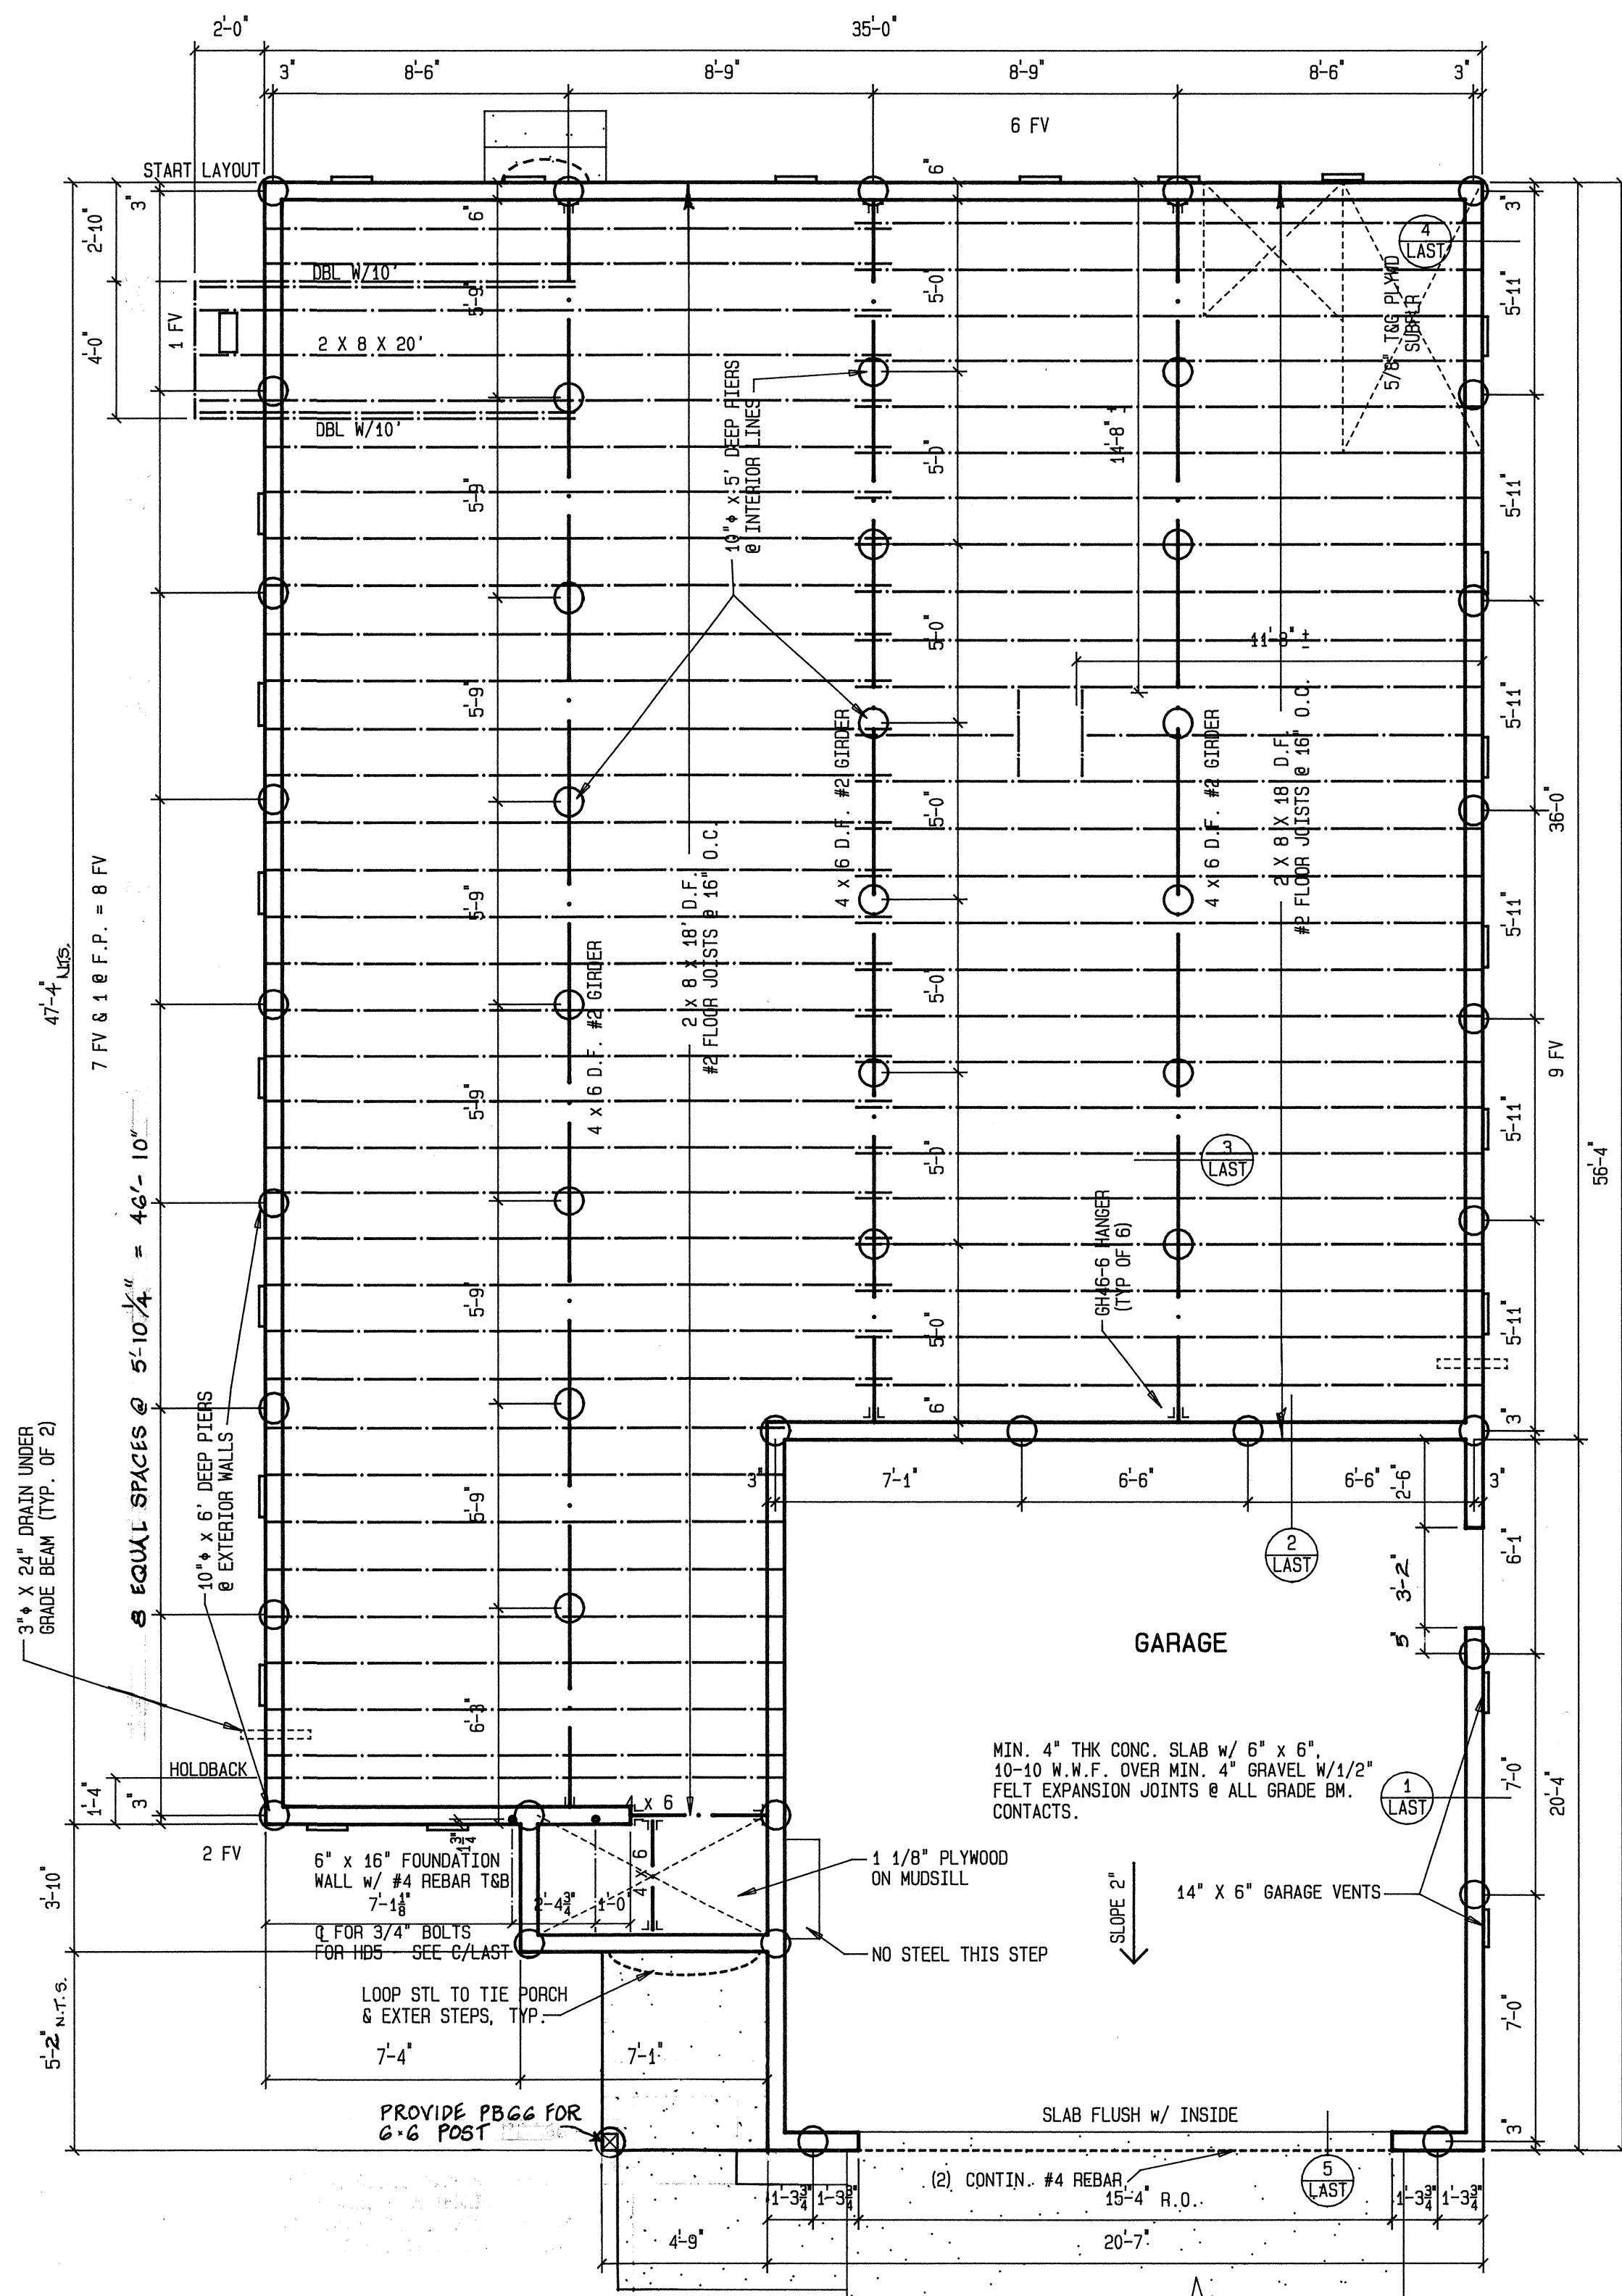 2'-0"
35'-0"
3"
8'-6"
8'-9"
8'-9"
8'-6"
3"
6 FV
START LAYOUT
3"
2'-10"
4'-0"
1 FV
DBL W/10'
2 X 8 X 20'
DBL W/10'
6"
5'-9"
5'-9"
5'-9"
5'-9"
5'-9"
5'-9"
5'-9"
6'-3"
10"ϕ x 5' DEEP PIERS
@ INTERIOR LINES
6"
5'-0"
5'-0"
5'-0"
5'-0"
5'-0"
5'-0"
5'-0"
6"
14'-8" ±
11'-8" ±
4
LAST
5/8" T&G PLYWD
SUBFLR
3"
5'-11"
5'-11"
5'-11"
5'-11"
5'-11"
5'-11"
3"
36'-0"
9 FV
56'-4"
4 x 6 D.F. #2 GIRDER
4 x 6 D.F. #2 GIRDER
4 x 6 D.F. #2 GIRDER
2 X 8 X 18' D.F.
#2 FLOOR JOISTS @ 16" O.C.
2 X 8 X 18' D.F.
#2 FLOOR JOISTS @ 16" O.C.
47'-4" N.T.S.
7 FV & 1 @ F.P. = 8 FV
8 EQUAL SPACES @ 5'-10 1/4" = 46'-10"
3"ϕ X 24" DRAIN UNDER
GRADE BEAM (TYP. OF 2)
10"ϕ x 6' DEEP PIERS
@ EXTERIOR WALLS
3
LAST
GH46-6 HANGER
(TYP OF 6)
3"
7'-1"
6'-6"
6'-6"
3"
2'-6
3'-2"
5"
6'-1"
2
LAST
GARAGE
MIN. 4" THK CONC. SLAB w/ 6" x 6",
10-10 W.W.F. OVER MIN. 4" GRAVEL W/1/2"
FELT EXPANSION JOINTS @ ALL GRADE BM.
CONTACTS.
1
LAST
7'-0"
20'-4"
7'-0"
3"
HOLDBACK
1'-4"
3"
2 FV
3'-10"
5'-2" N.T.S.
4 x 6
4 x 6
1 3/4"
6" x 16" FOUNDATION
WALL w/ #4 REBAR T&B
7'-1 1/8"
2'-4 3/4"
1'-0"
℄ FOR 3/4" BOLTS
FOR HD5 - SEE C/LAST
1 1/8" PLYWOOD
ON MUDSILL
NO STEEL THIS STEP
SLOPE 2"
14" X 6" GARAGE VENTS
LOOP STL TO TIE PORCH
& EXTER STEPS, TYP.
7'-4"
7'-1"
PROVIDE PB66 FOR
6×6 POST
SLAB FLUSH w/ INSIDE
(2) CONTIN. #4 REBAR
5
LAST
1'-3 3/4"
1'-3 3/4"
15'-4" R.O.
1'-3 3/4"
1'-3 3/4"
4'-9"
20'-7"